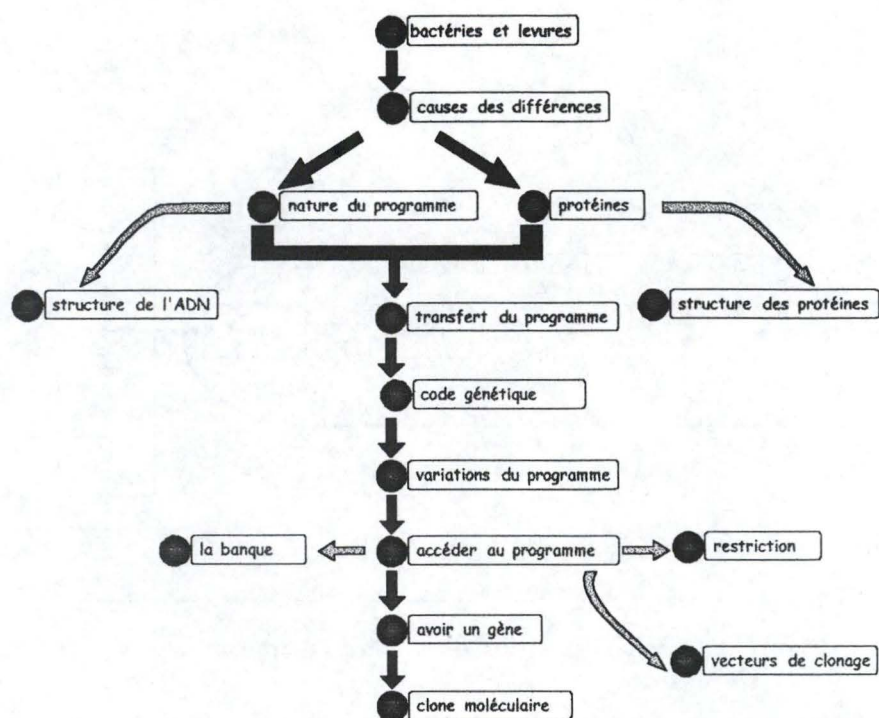 bactéries et levures
causes des différences
nature du programme
protéines
structure de l'ADN
structure des protéines
transfert du programme
code génétique
variations du programme
la banque
accéder au programme
restriction
avoir un gène
vecteurs de clonage
clone moléculaire